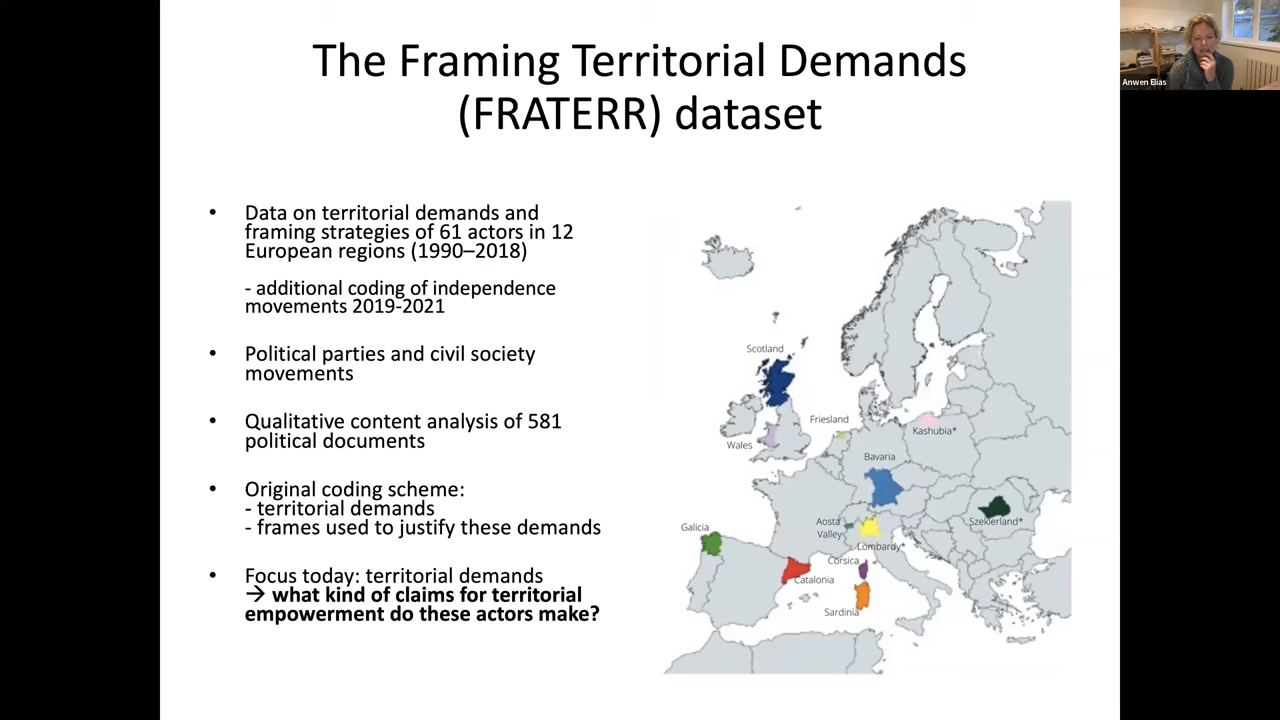 The Framing Territorial Demands
(FRATERR) dataset
Anwen Elias
• Data on territorial demands and
framing strategies of 61 actors in 12
European regions (1990–2018)
- additional coding of independence
movements 2019-2021
• Political parties and civil society
movements
• Qualitative content analysis of 581
political documents
• Original coding scheme:
- territorial demands
- frames used to justify these demands
• Focus today: territorial demands
→ what kind of claims for territorial
empowerment do these actors make?
Scotland
Friesland
Kashubia*
Wales
Bavaria
Galicia
Aosta
Valley
Szeklerland*
Lombardy*
Corsica
Catalonia
Sardinia